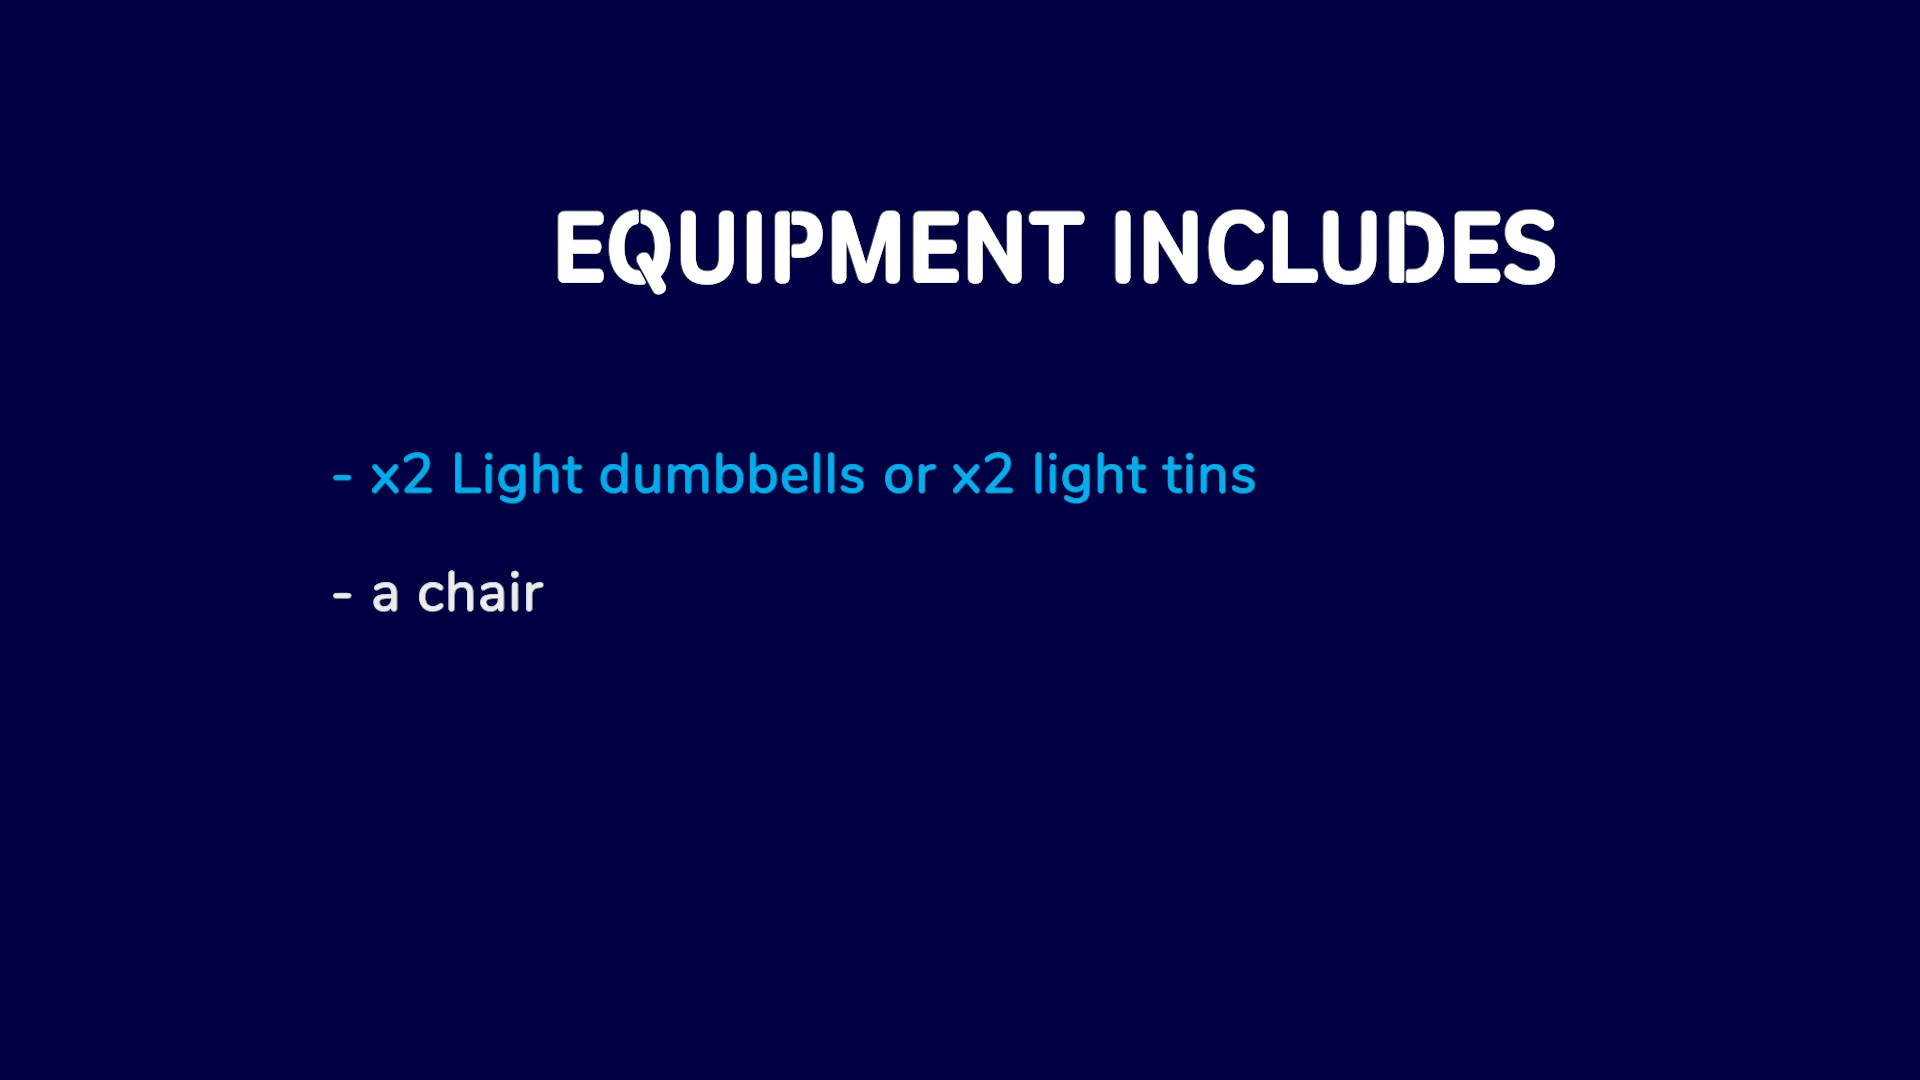 EQUIPMENT INCLUDES
- x2 Light dumbbells or x2 light tins
- a chair